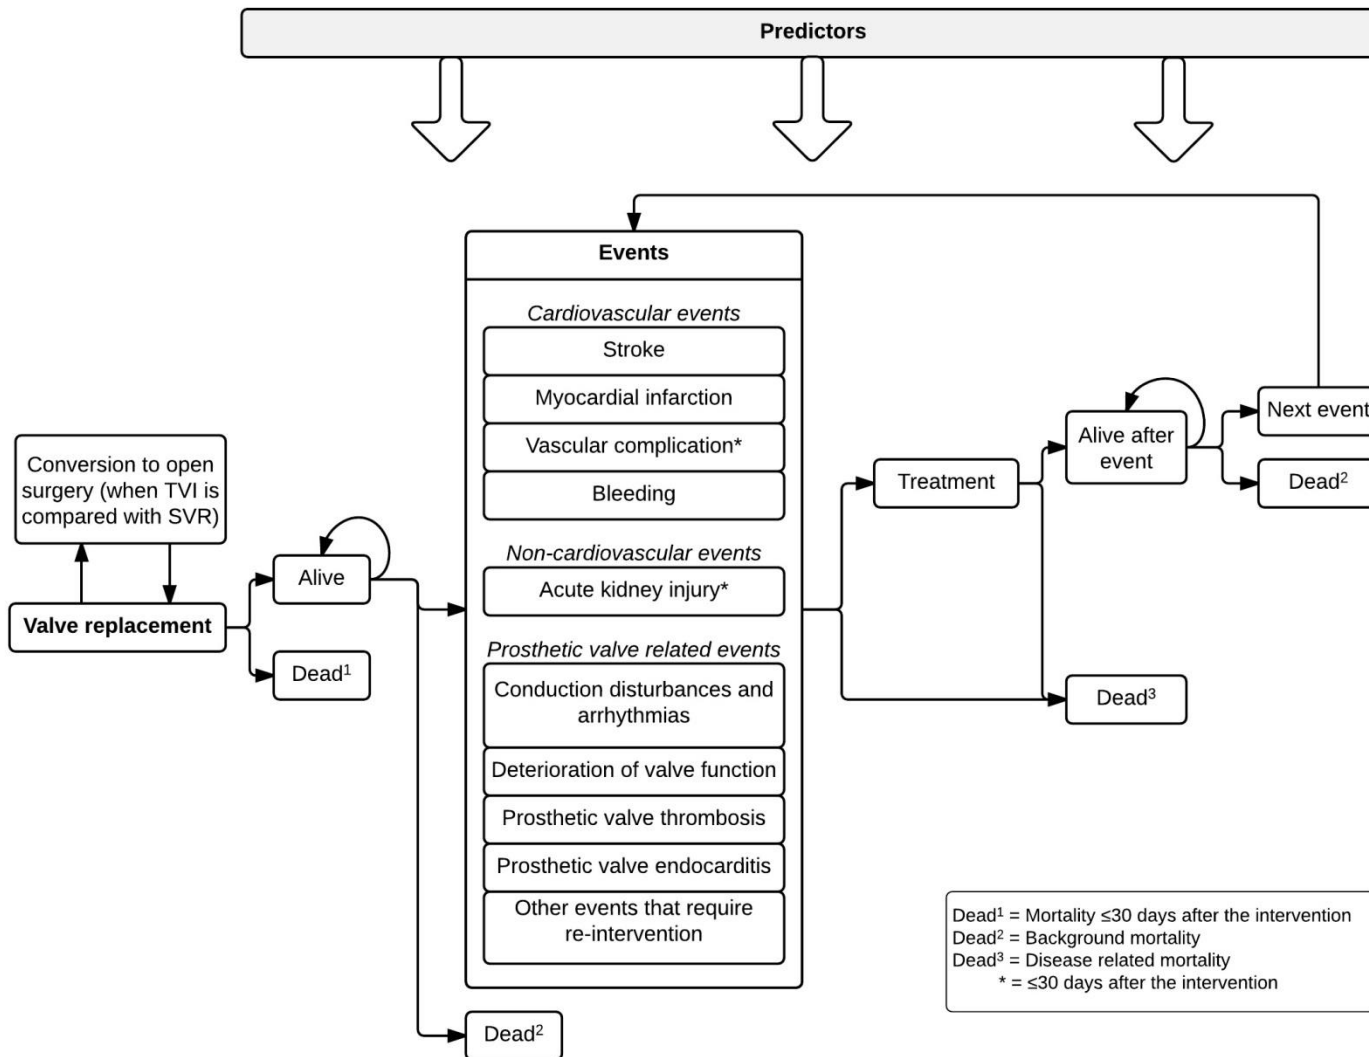 Predictors
Events
Cardiovascular events
Stroke
Myocardial infarction
Vascular complication*
Bleeding
Non-cardiovascular events
Acute kidney injury*
Prosthetic valve related events
Conduction disturbances and
arrhythmias
Deterioration of valve function
Prosthetic valve thrombosis
Prosthetic valve endocarditis
Other events that require
re-intervention
Conversion to open
surgery (when TVI is
compared with SVR)
Valve replacement
Alive
Dead¹
Dead²
Treatment
Alive after
event
Next event
Dead²
Dead³
Dead¹ = Mortality ≤30 days after the intervention
Dead² = Background mortality
Dead³ = Disease related mortality
* = ≤30 days after the intervention